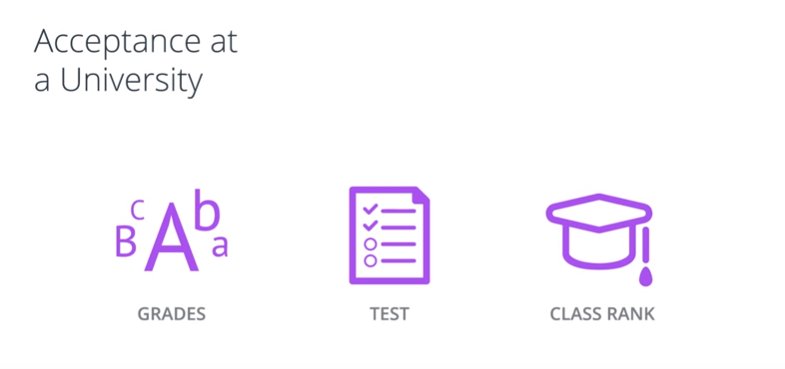 Acceptance at
a University
C
b
B
A
a
GRADES
TEST
CLASS RANK